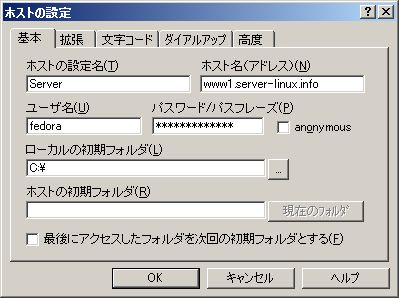 ホストの設定
基本 拡張 文字コード ダイアルアップ 高度
ホストの設定名(T) ホスト名(アドレス)(N)
Server www1.server-linux.info
ユーザ名(U) パスワード/パスフレーズ(P)
fedora ************* anonymous
ローカルの初期フォルダ(L)
C:¥ ...
ホストの初期フォルダ(R)
現在のフォルダ
最後にアクセスしたフォルダを次回の初期フォルダとする(F)
OK キャンセル ヘルプ